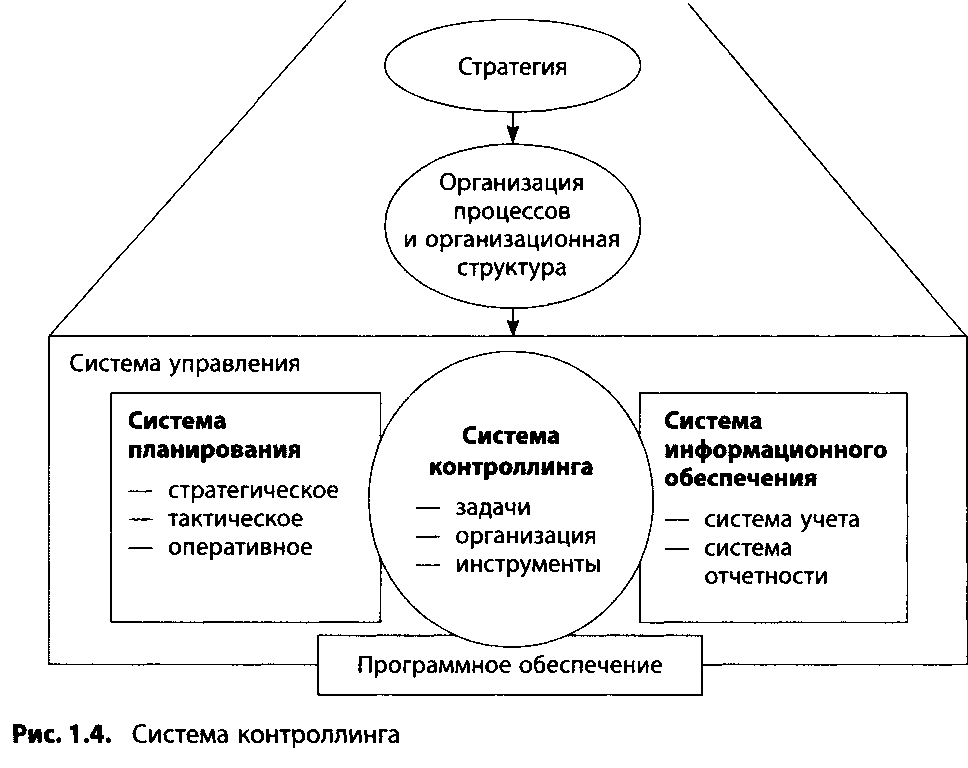 Стратегия
Организация
процессов
и организационная
структура
Система управления
Система
планирования
— стратегическое
— тактическое
— оперативное
Система
контроллинга
— задачи
— организация
— инструменты
Система
информационного
обеспечения
— система учета
— система
отчетности
Программное обеспечение
Рис. 1.4. Система контроллинга